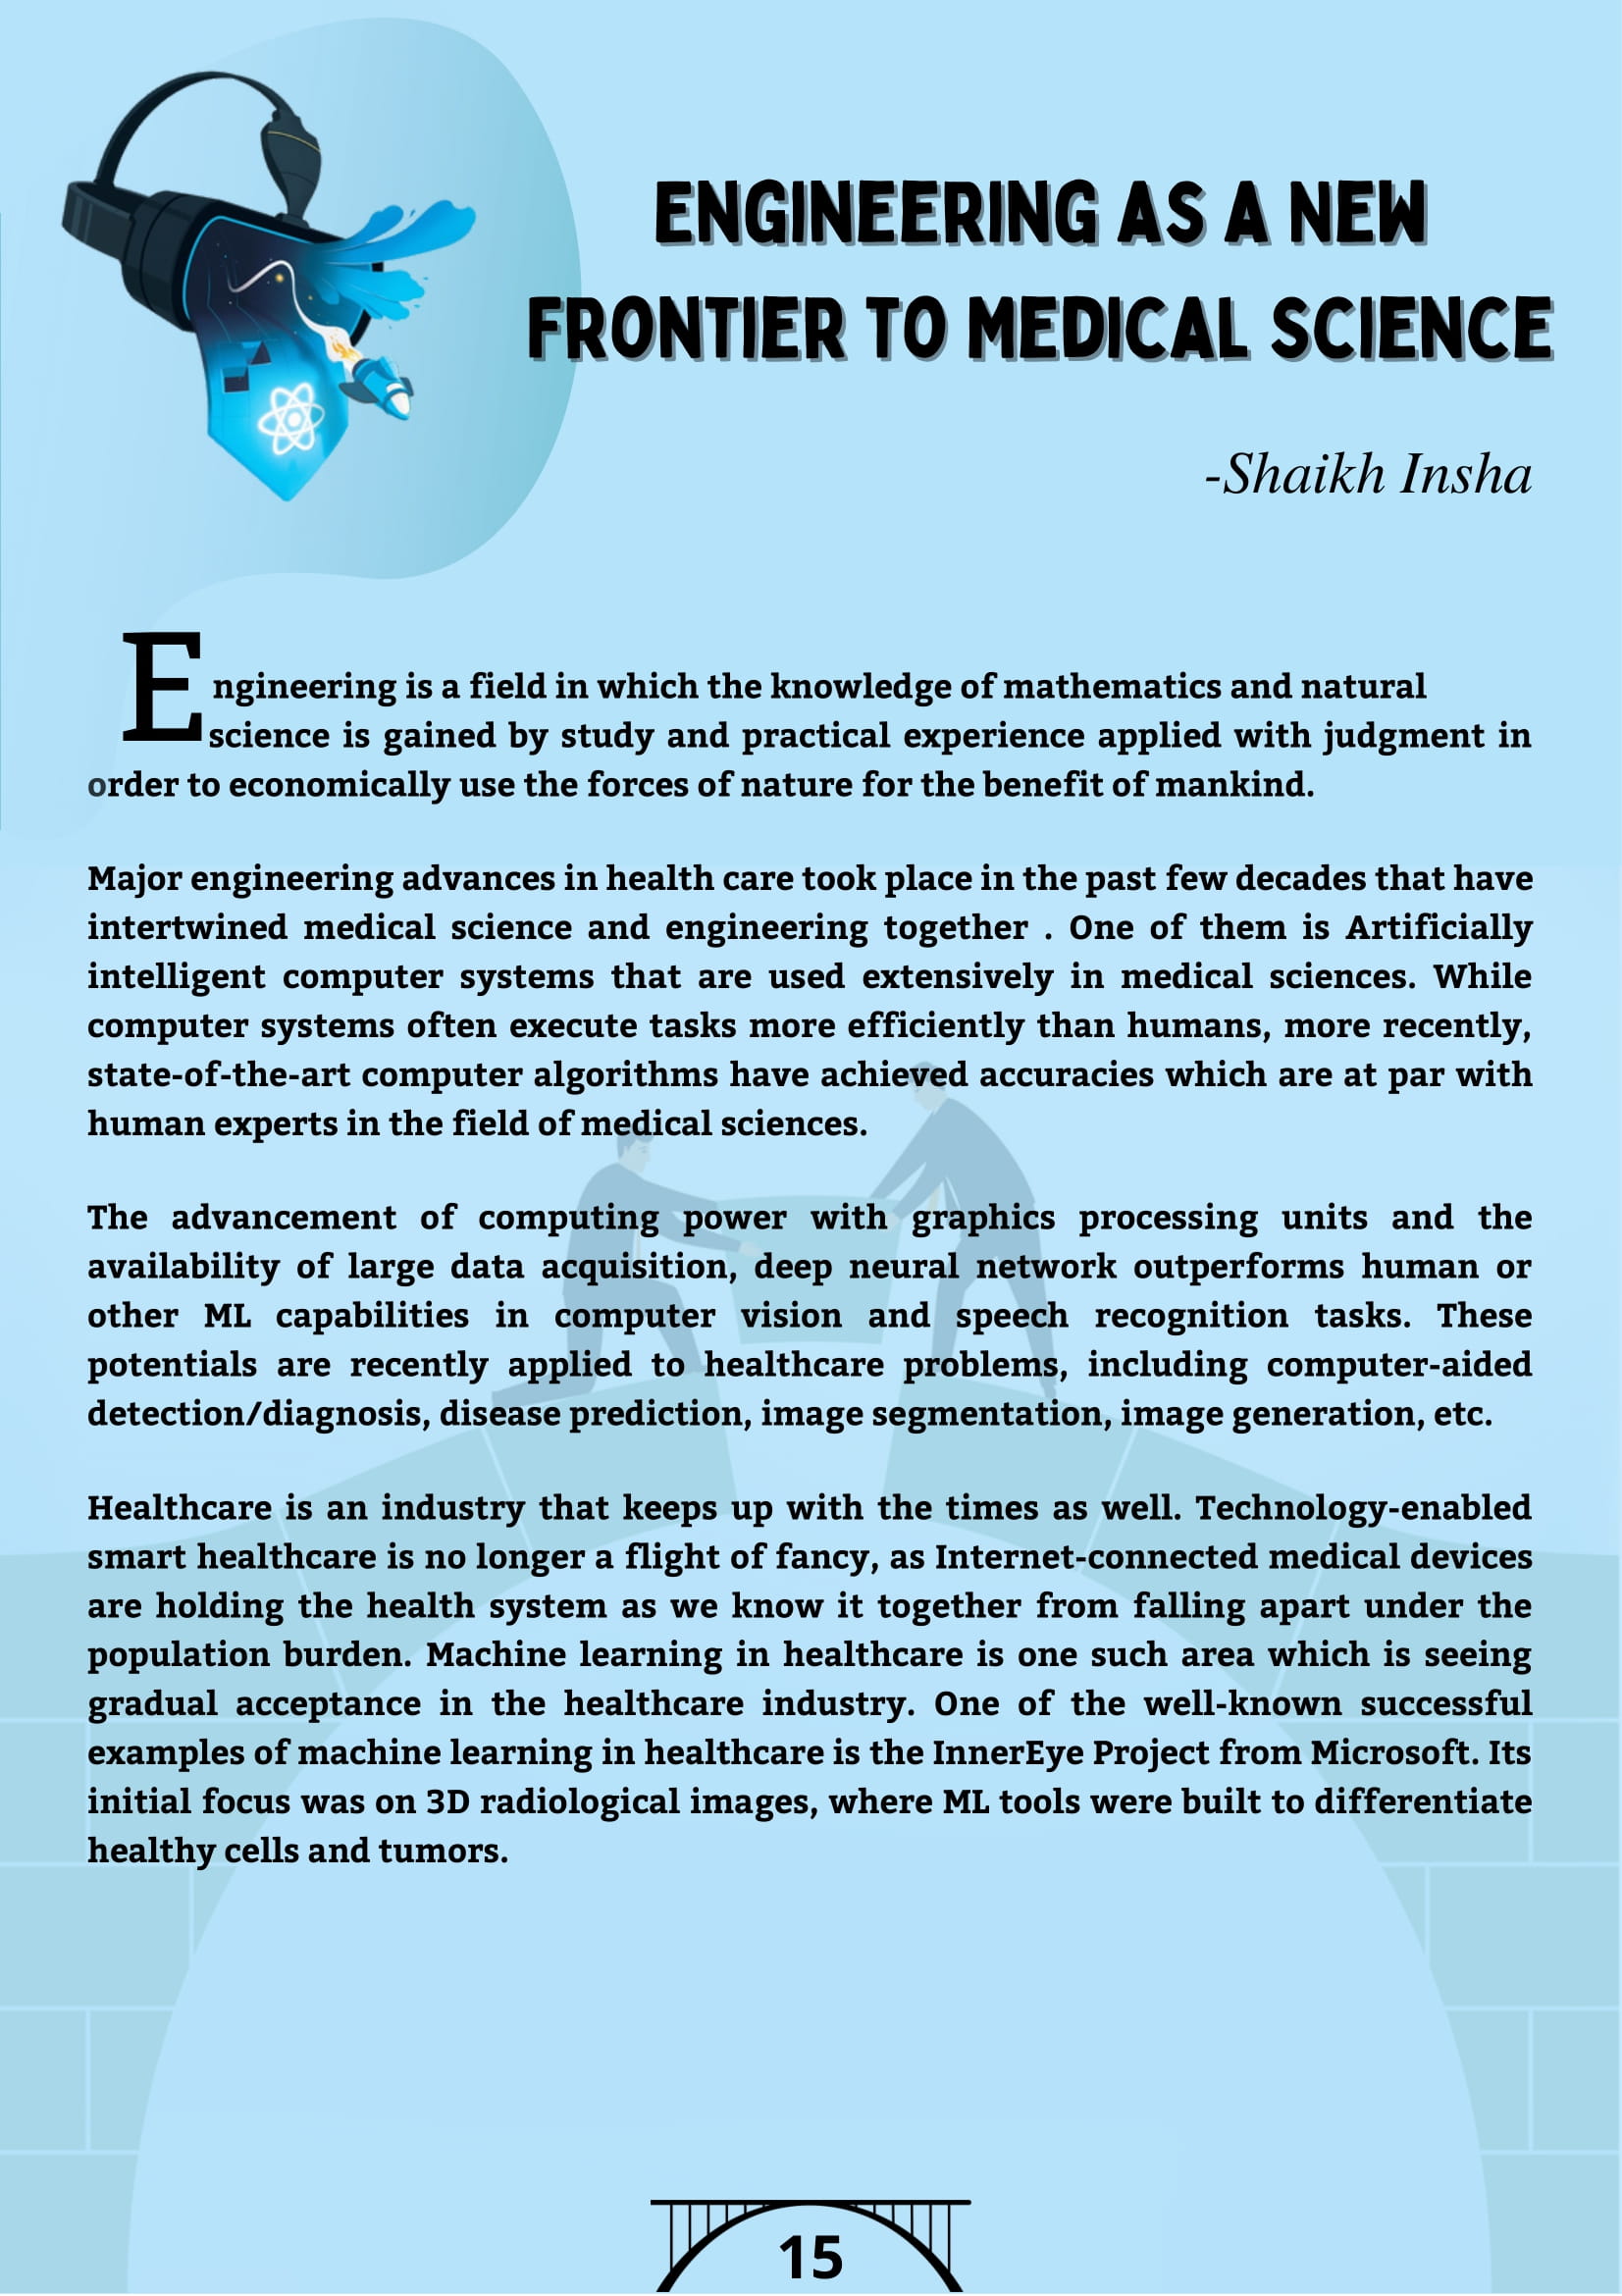 ENGINEERING AS A NEW
FRONTIER TO MEDICAL SCIENCE
-Shaikh Insha
Engineering is a field in which the knowledge of mathematics and natural
science is gained by study and practical experience applied with judgment in
order to economically use the forces of nature for the benefit of mankind.
Major engineering advances in health care took place in the past few decades that have
intertwined medical science and engineering together . One of them is Artificially
intelligent computer systems that are used extensively in medical sciences. While
computer systems often execute tasks more efficiently than humans, more recently,
state-of-the-art computer algorithms have achieved accuracies which are at par with
human experts in the field of medical sciences.
The advancement of computing power with graphics processing units and the
availability of large data acquisition, deep neural network outperforms human or
other ML capabilities in computer vision and speech recognition tasks. These
potentials are recently applied to healthcare problems, including computer-aided
detection/diagnosis, disease prediction, image segmentation, image generation, etc.
Healthcare is an industry that keeps up with the times as well. Technology-enabled
smart healthcare is no longer a flight of fancy, as Internet-connected medical devices
are holding the health system as we know it together from falling apart under the
population burden. Machine learning in healthcare is one such area which is seeing
gradual acceptance in the healthcare industry. One of the well-known successful
examples of machine learning in healthcare is the InnerEye Project from Microsoft. Its
initial focus was on 3D radiological images, where ML tools were built to differentiate
healthy cells and tumors.
15